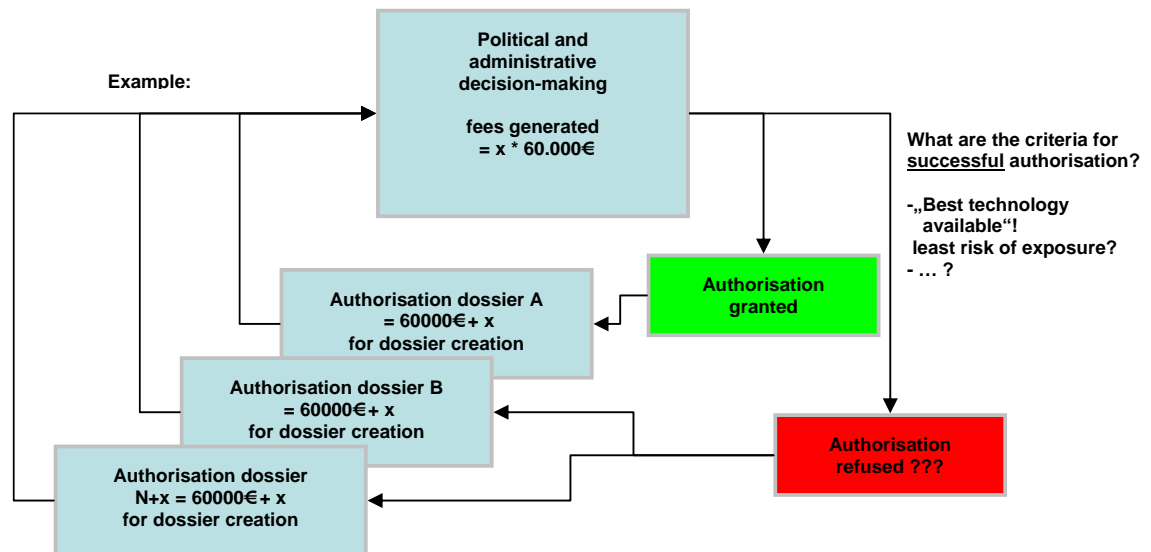 Political and
administrative
decision-making
fees generated
= x * 60.000€
Example:
What are the criteria for
successful authorisation?
-„Best technology
available“!
least risk of exposure?
- … ?
Authorisation
granted
Authorisation dossier A
= 60000€+ x
for dossier creation
Authorisation dossier B
= 60000€+ x
for dossier creation
Authorisation
refused ???
Authorisation dossier
N+x = 60000€+ x
for dossier creation